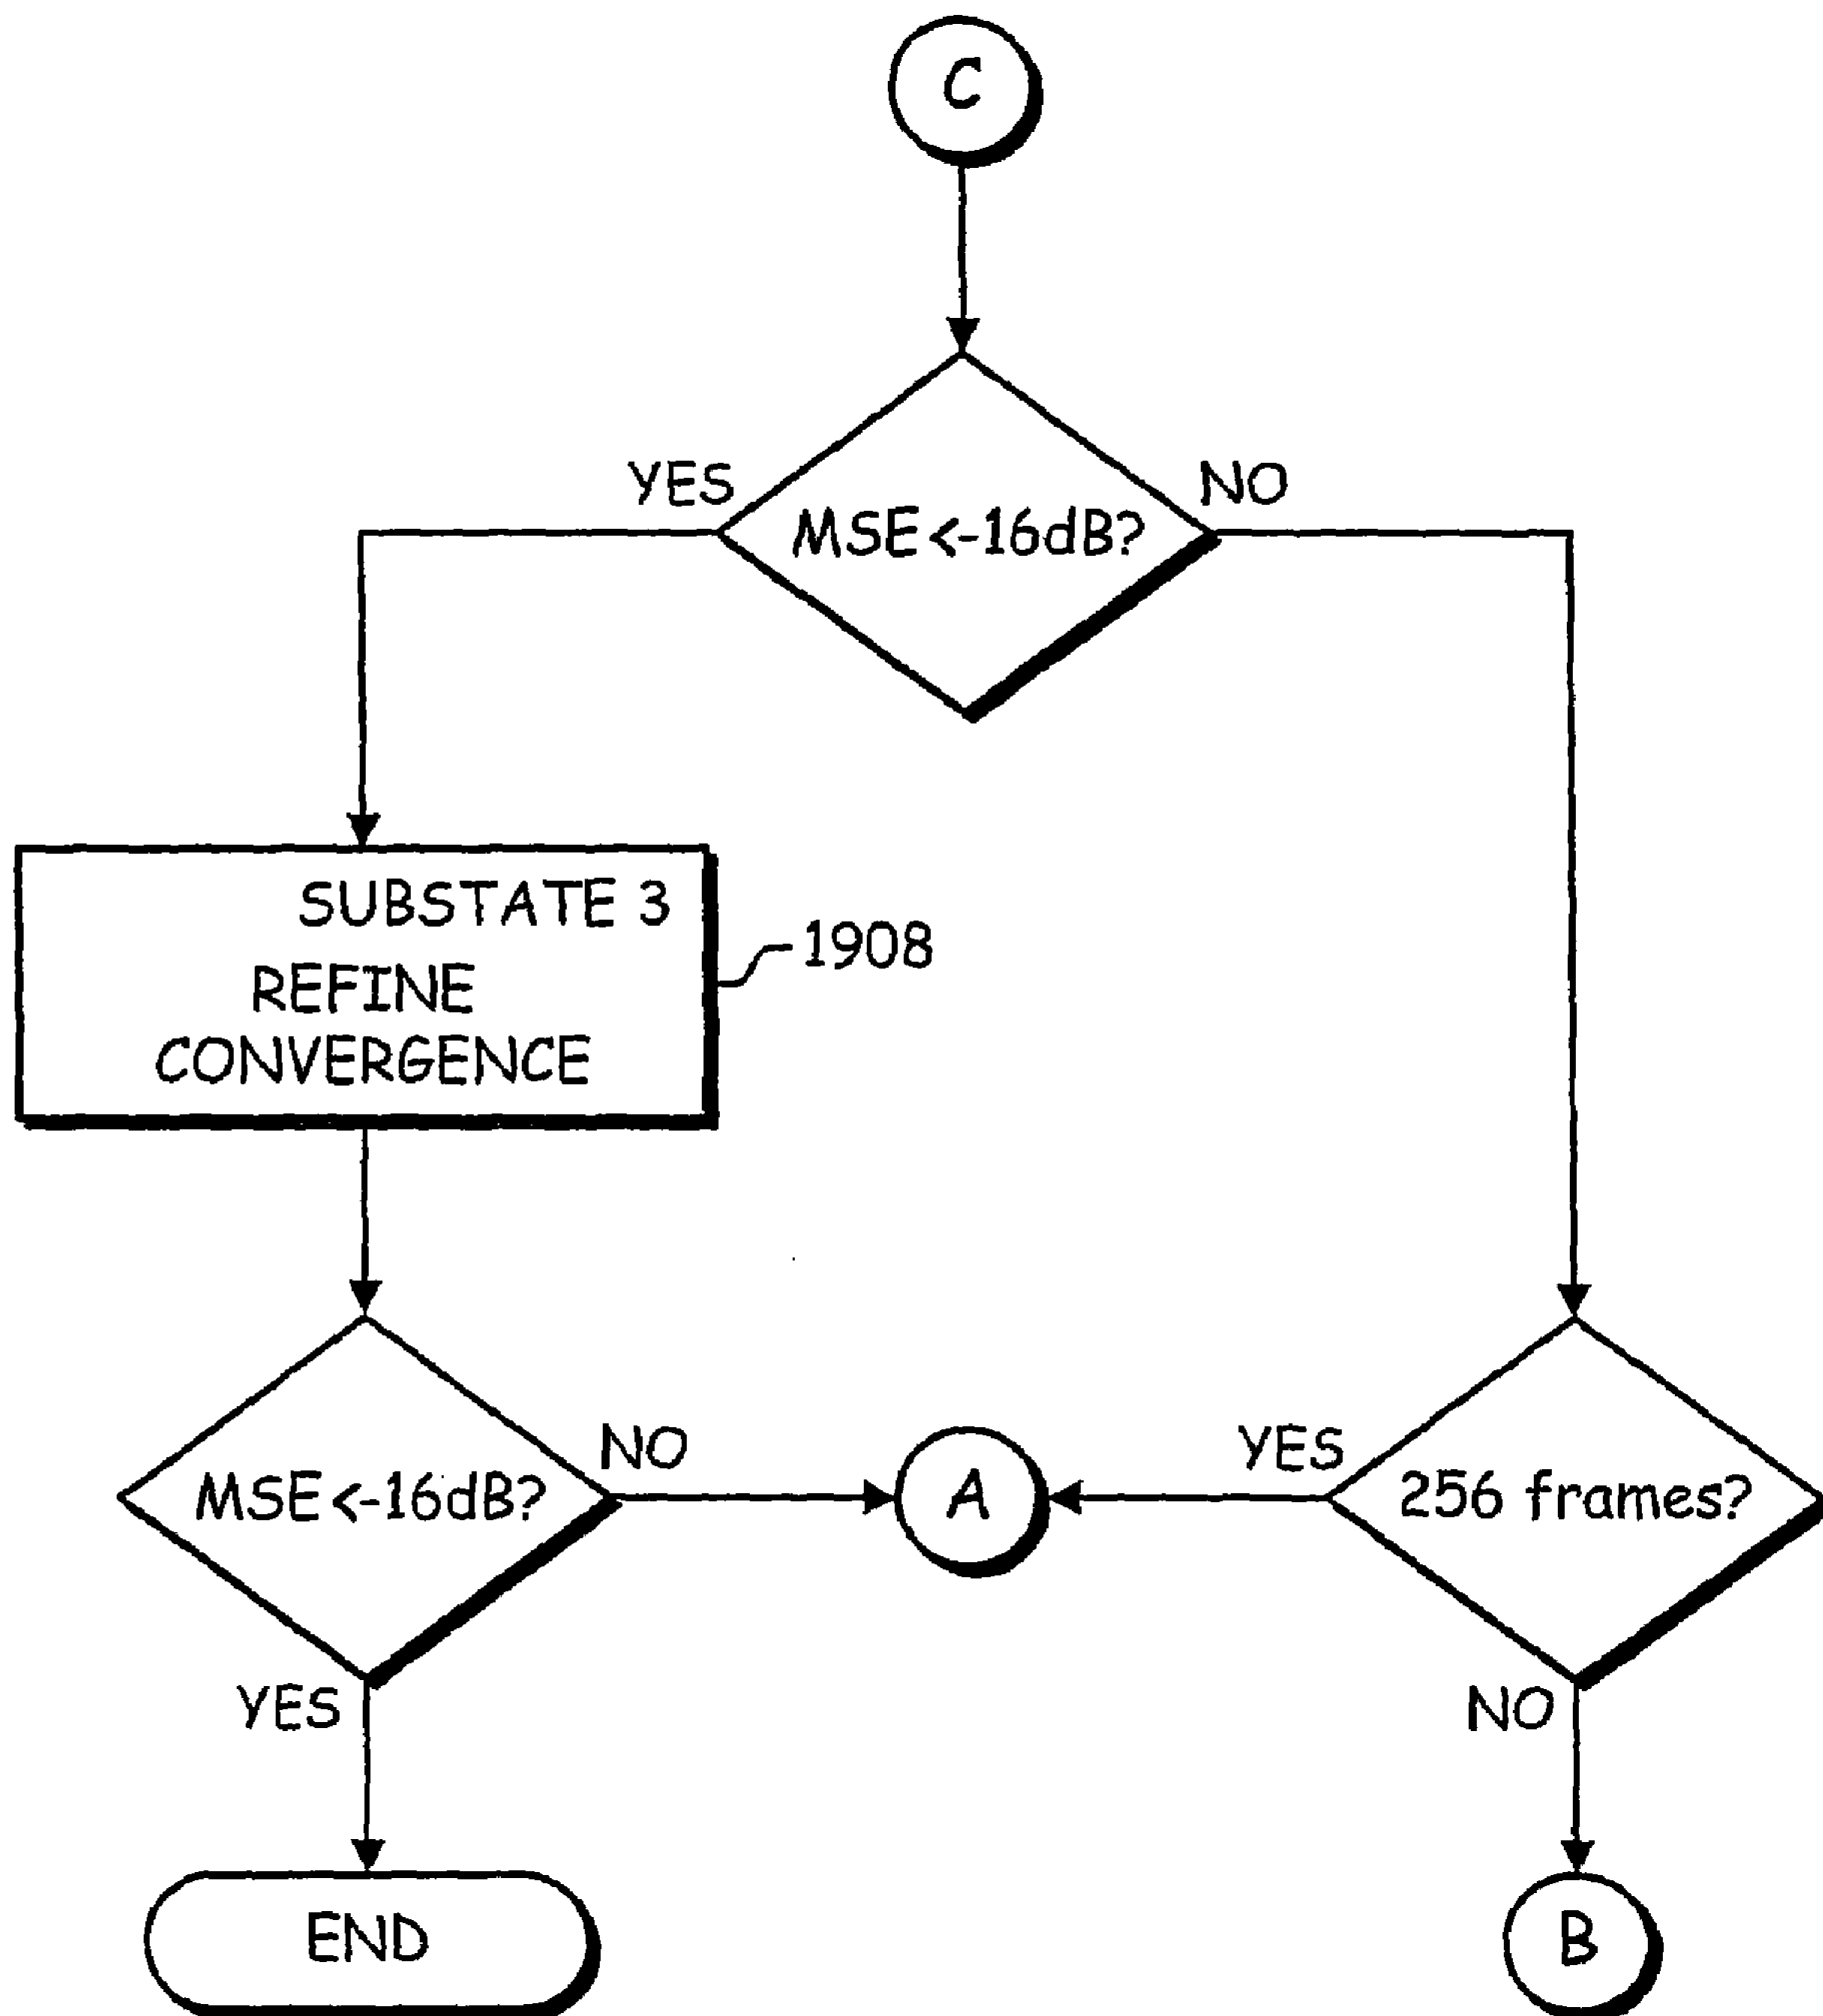 C
YES
NO
MSE<-16dB?
SUBSTATE 3
REFINE
CONVERGENCE
1908
NO
YES
MSE<-16dB?
A
256 frames?
YES
NO
END
B